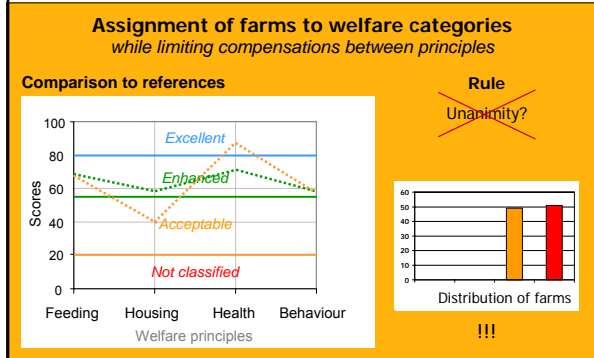 Assignment of farms to welfare categories
while limiting compensations between principles
Comparison to references
Rule
Unanimity?
Scores
100
80
60
40
20
0
Excellent
Enhanced
Acceptable
Not classified
Feeding Housing Health Behaviour
Welfare principles
60
50
40
30
20
10
0
Distribution of farms
!!!